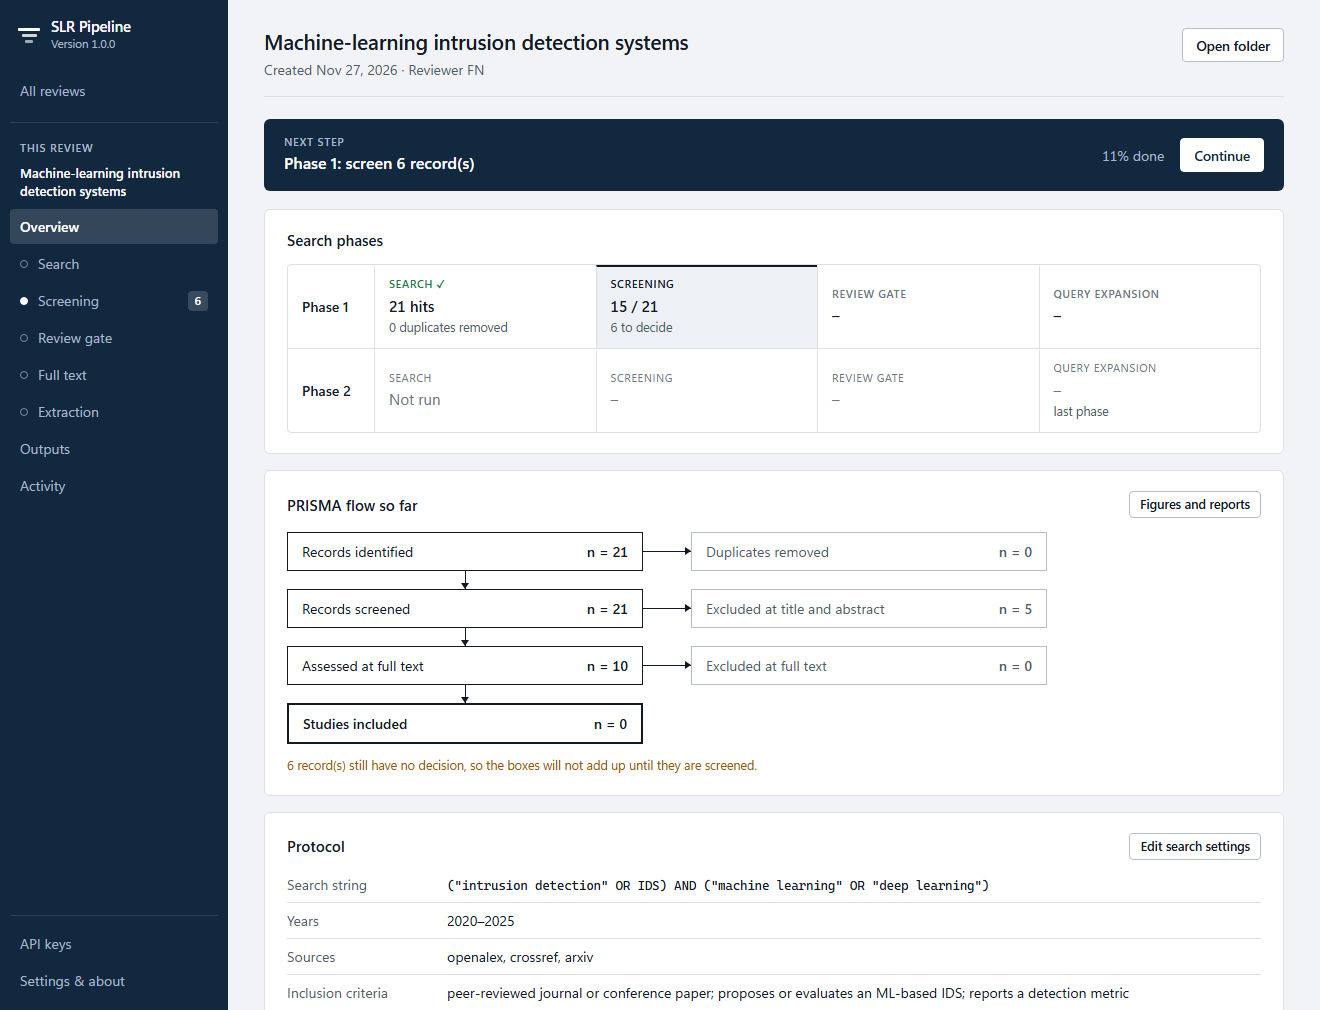 SLR Pipeline
Version 1.0.0
All reviews
THIS REVIEW
Machine-learning intrusion
detection systems
Overview
Search
Screening 6
Review gate
Full text
Extraction
Outputs
Activity
API keys
Settings & about
Machine-learning intrusion detection systems
Created Nov 27, 2026 · Reviewer FN
Open folder
NEXT STEP
Phase 1: screen 6 record(s)
11% done
Continue
Search phases
Phase 1
SEARCH ✓
21 hits
0 duplicates removed
SCREENING
15 / 21
6 to decide
REVIEW GATE
–
QUERY EXPANSION
–
Phase 2
SEARCH
Not run
SCREENING
–
REVIEW GATE
–
QUERY EXPANSION
–
last phase
PRISMA flow so far
Figures and reports
Records identified n = 21
Duplicates removed n = 0
Records screened n = 21
Excluded at title and abstract n = 5
Assessed at full text n = 10
Excluded at full text n = 0
Studies included n = 0
6 record(s) still have no decision, so the boxes will not add up until they are screened.
Protocol
Edit search settings
Search string ("intrusion detection" OR IDS) AND ("machine learning" OR "deep learning")
Years 2020–2025
Sources openalex, crossref, arxiv
Inclusion criteria peer-reviewed journal or conference paper; proposes or evaluates an ML-based IDS; reports a detection metric